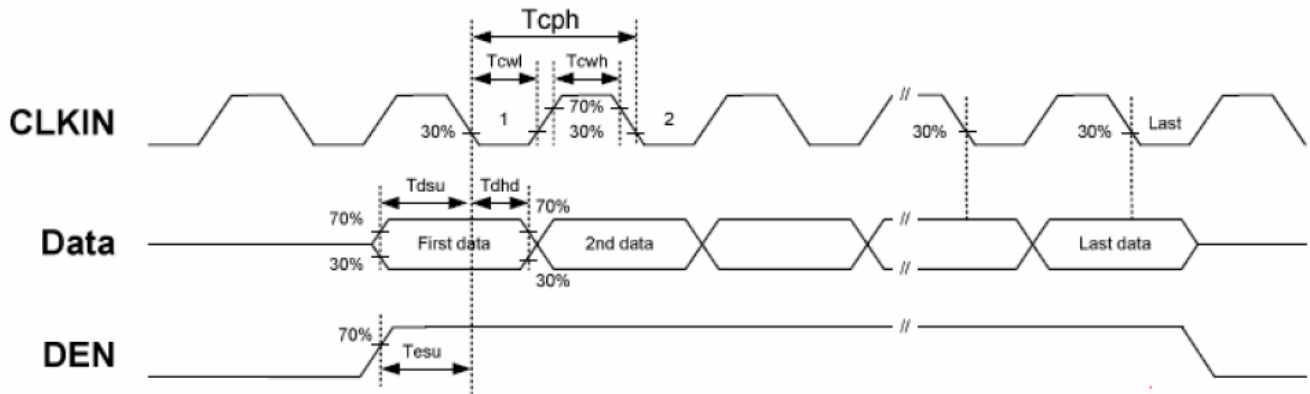 Tcph
Tcwl Tcwh
CLKIN 30% 1 70% 30% 2 // 30% 30% Last
Tdsu Tdhd
70% 70%
Data First data 2nd data // Last data
30% 30%
//
70%
DEN Tesu